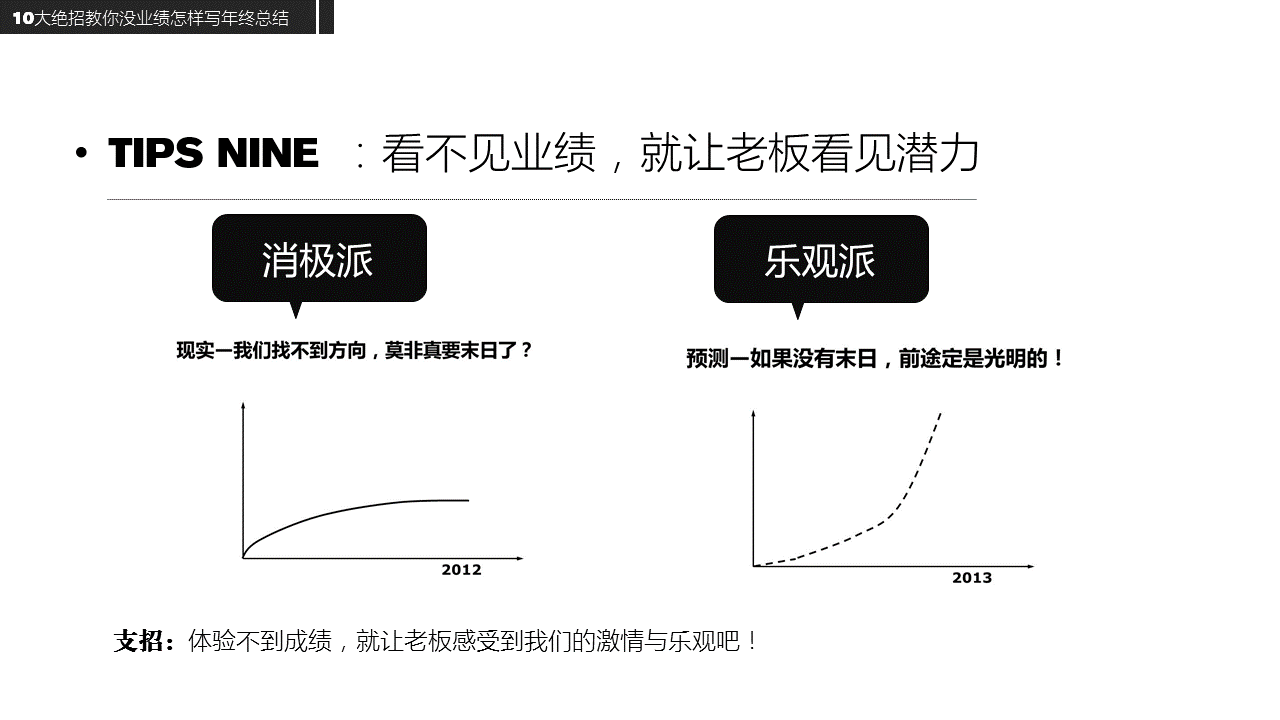 10大绝招教你没业绩怎样写年终总结
• TIPS NINE ：看不见业绩，就让老板看见潜力
消极派
乐观派
现实—我们找不到方向，莫非真要末日了？
预测—如果没有末日，前途定是光明的！
2012
2013
支招：体验不到成绩，就让老板感受到我们的激情与乐观吧！